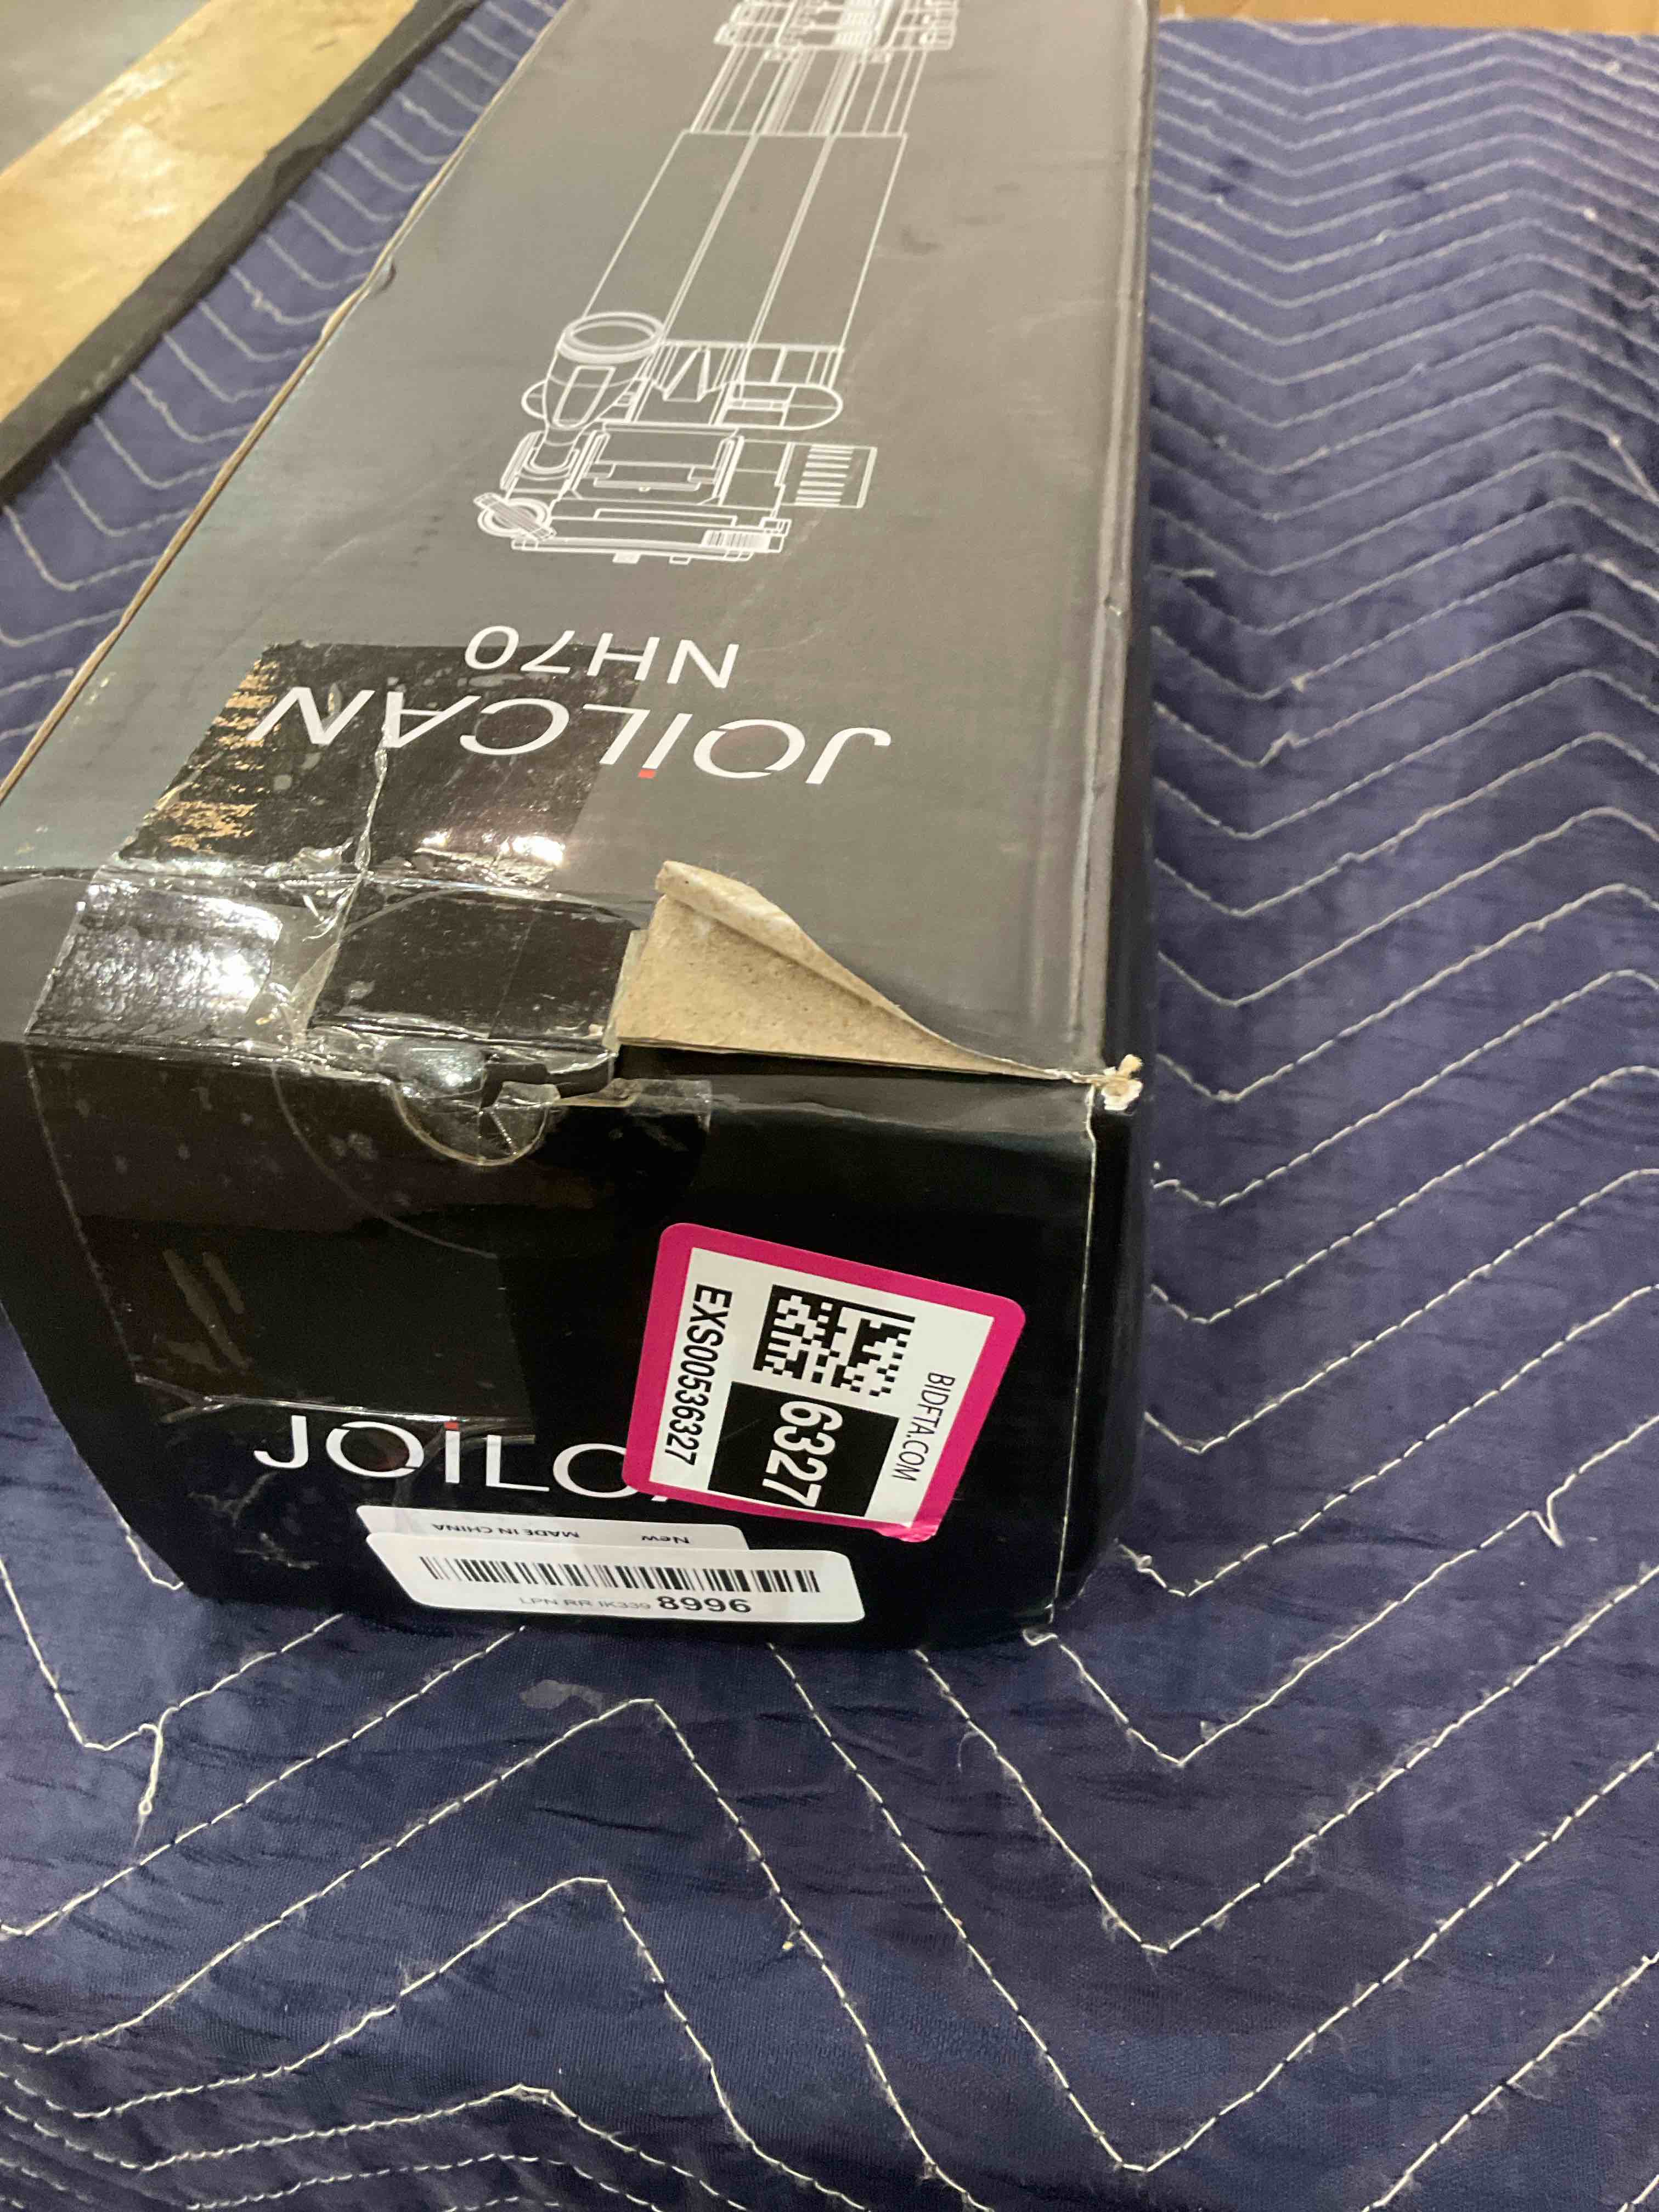 NH70
JOILCAN
JOILC
BIDFTA.COM
6327
EXS00536327
New
MADE IN CHINA
LPN RR IK339 8996